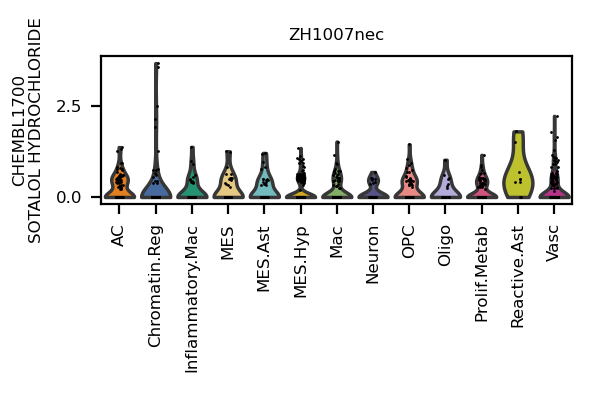 ZH1007nec
CHEMBL1700
SOTALOL HYDROCHLORIDE
2.5
0.0
AC
Chromatin.Reg
Inflammatory.Mac
MES
MES.Ast
MES.Hyp
Mac
Neuron
OPC
Oligo
Prolif.Metab
Reactive.Ast
Vasc